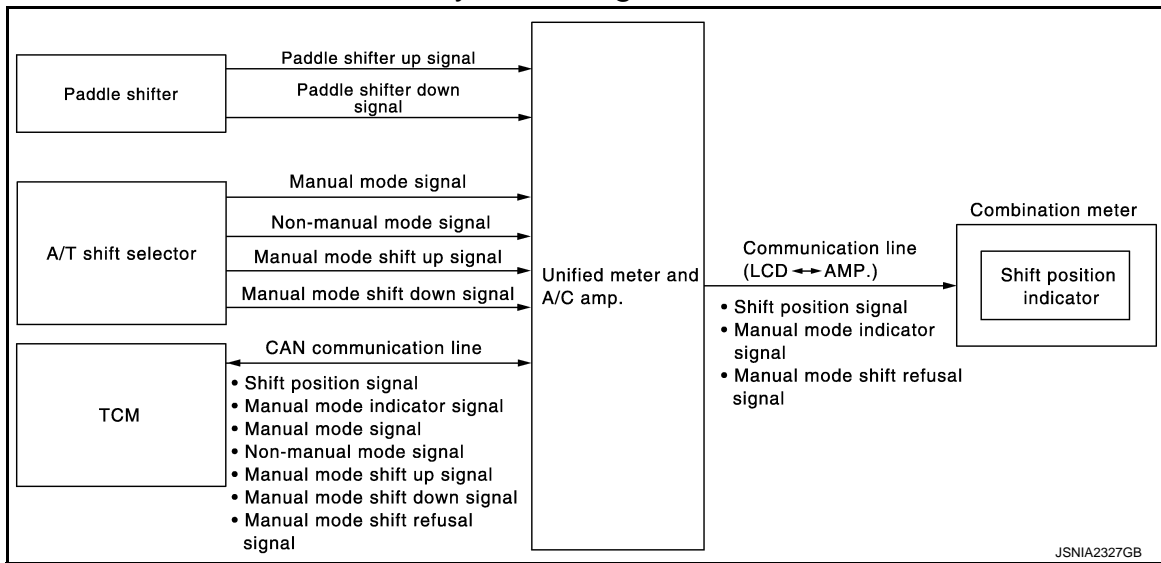 Paddle shifter
Paddle shifter up signal
Paddle shifter down
signal
A/T shift selector
Manual mode signal
Non-manual mode signal
Manual mode shift up signal
Manual mode shift down signal
TCM
CAN communication line
• Shift position signal
• Manual mode indicator signal
• Manual mode signal
• Non-manual mode signal
• Manual mode shift up signal
• Manual mode shift down signal
• Manual mode shift refusal
signal
Unified meter and
A/C amp.
Communication line
(LCD ↔ AMP.)
• Shift position signal
• Manual mode indicator
signal
• Manual mode shift refusal
signal
Combination meter
Shift position
indicator
JSNIA2327GB